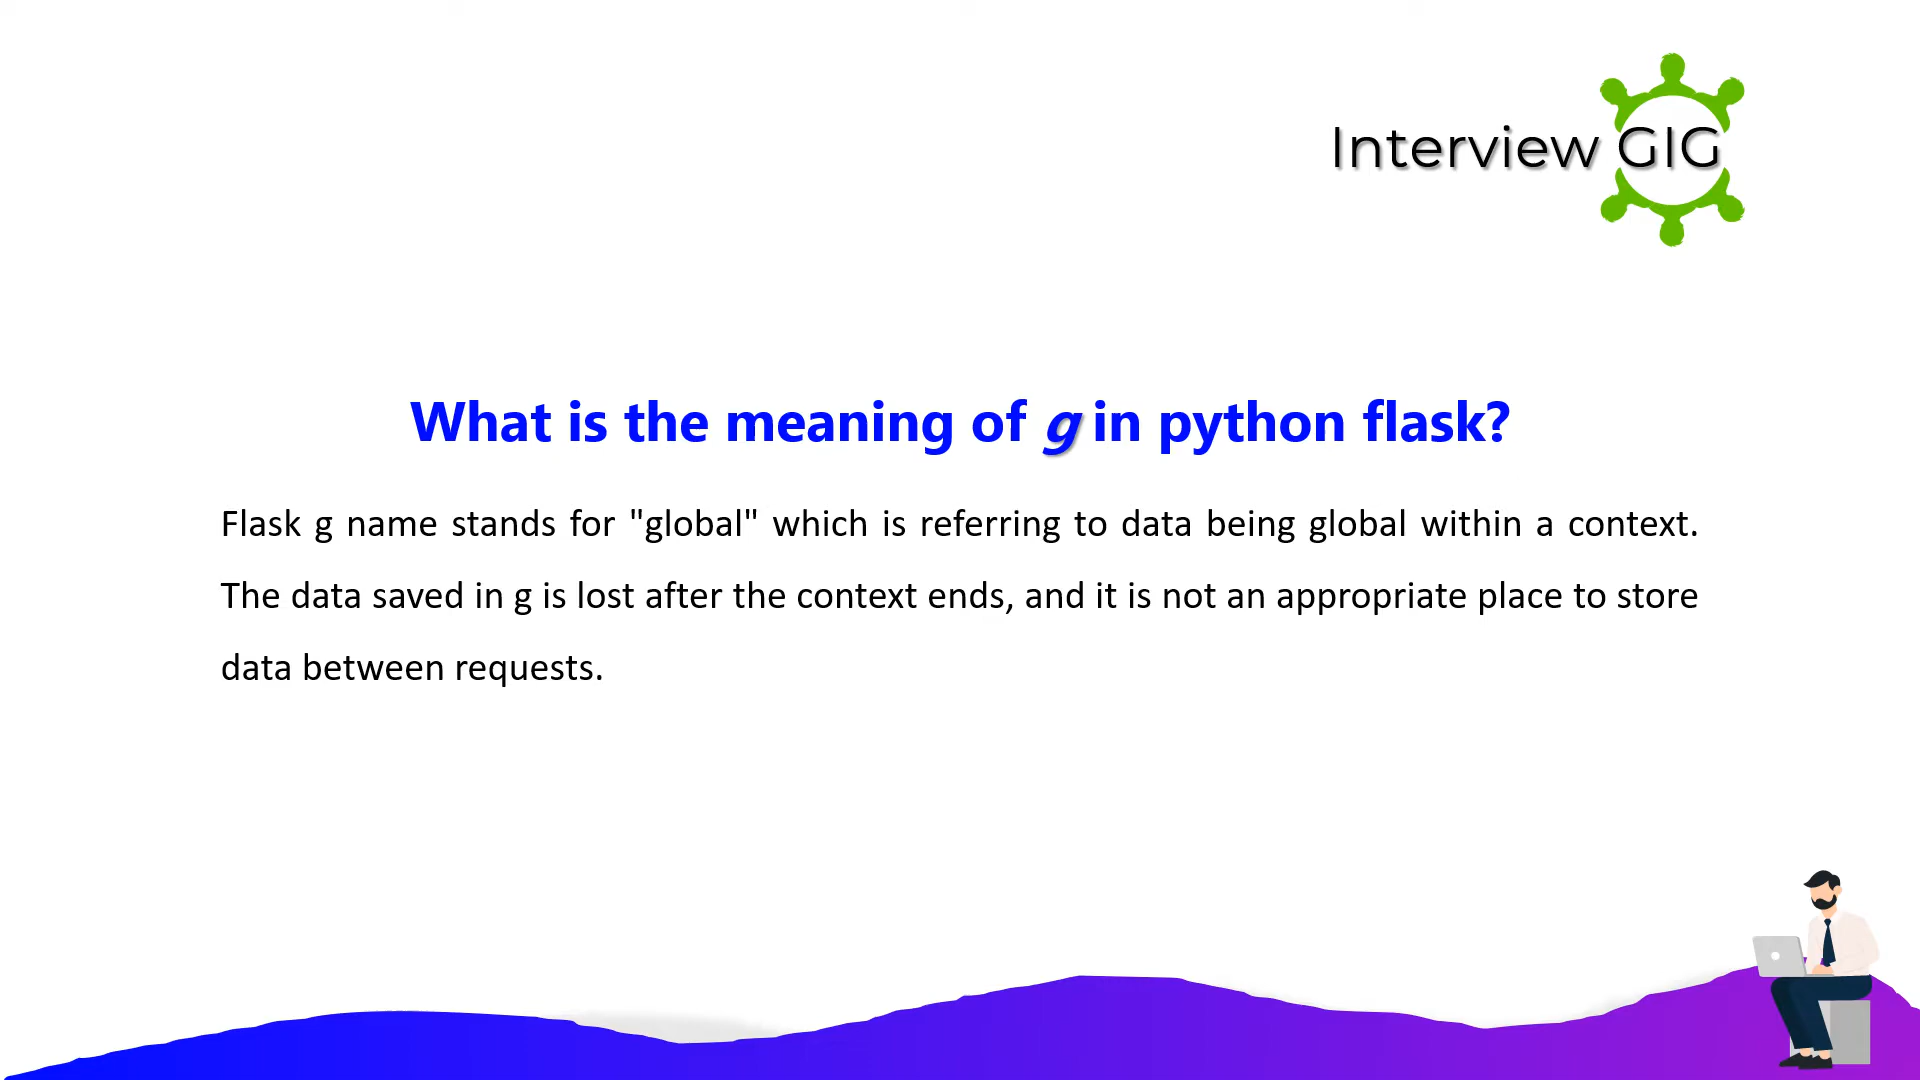 Interview GIG
What is the meaning of g in python flask?
Flask g name stands for "global" which is referring to data being global within a context.
The data saved in g is lost after the context ends, and it is not an appropriate place to store
data between requests.